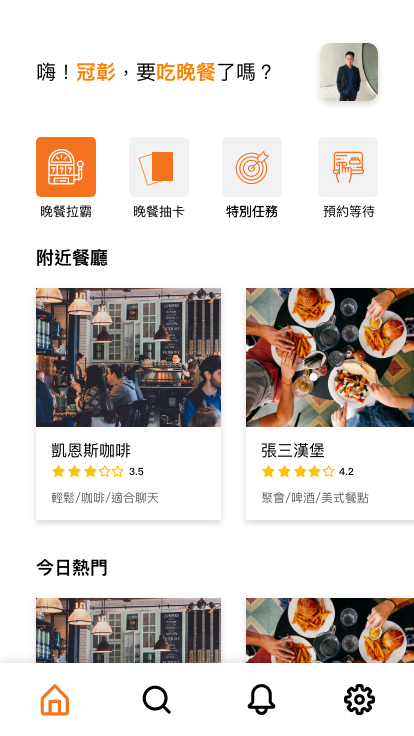 嗨！冠彰，要吃晚餐了嗎？
晚餐拉霸 晚餐抽卡 特別任務 預約等待
附近餐廳
凱恩斯咖啡 張三漢堡
3.5 4.2
輕鬆/咖啡/適合聊天 聚會/啤酒/美式餐點
今日熱門